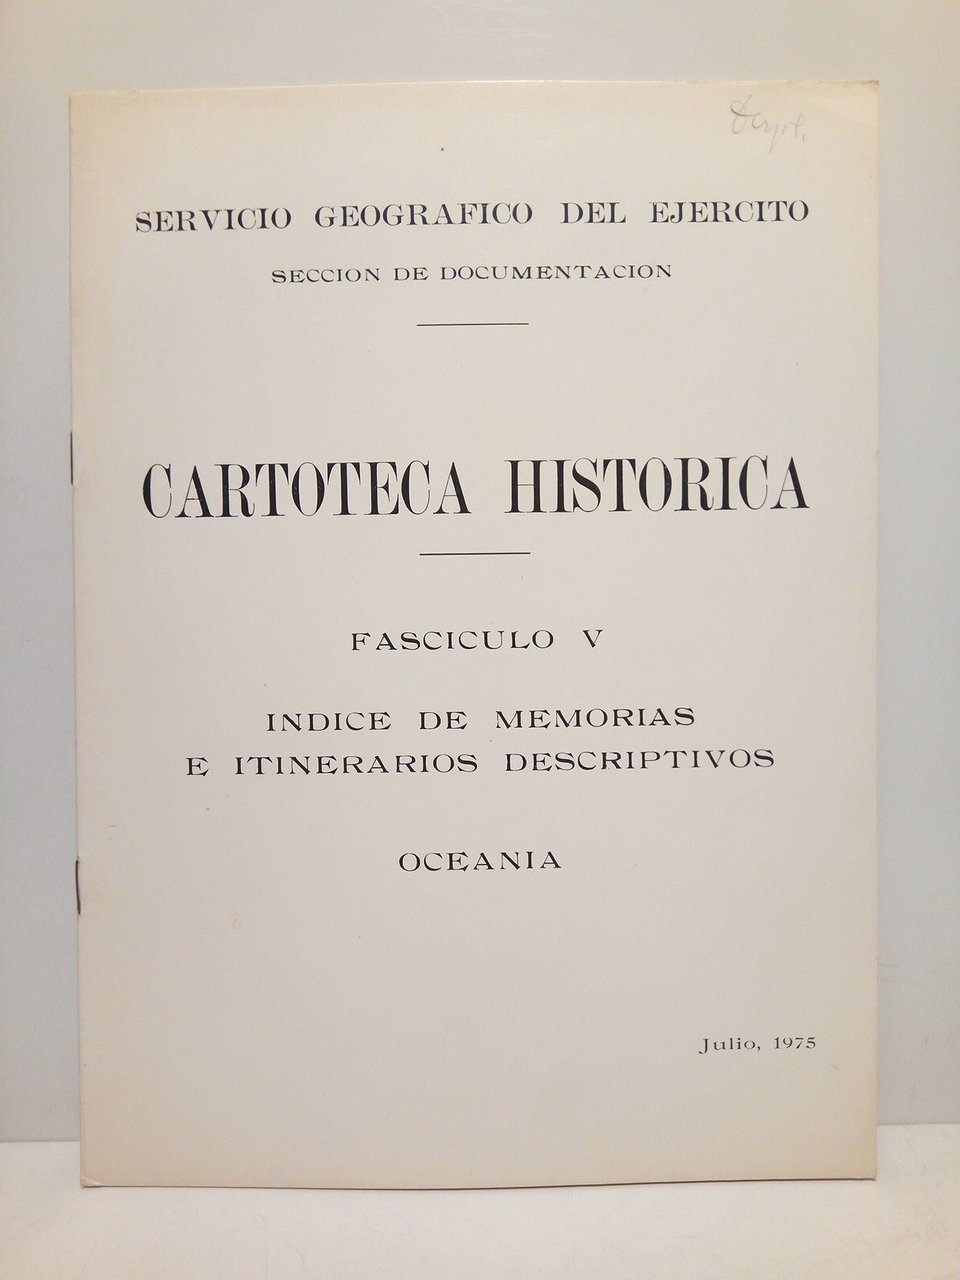 SERVICIO GEOGRAFICO DEL EJERCITO
SECCION DE DOCUMENTACION
CARTOTECA HISTORICA
FASCICULO V
INDICE DE MEMORIAS
E ITINERARIOS DESCRIPTIVOS
OCEANIA
Julio, 1975